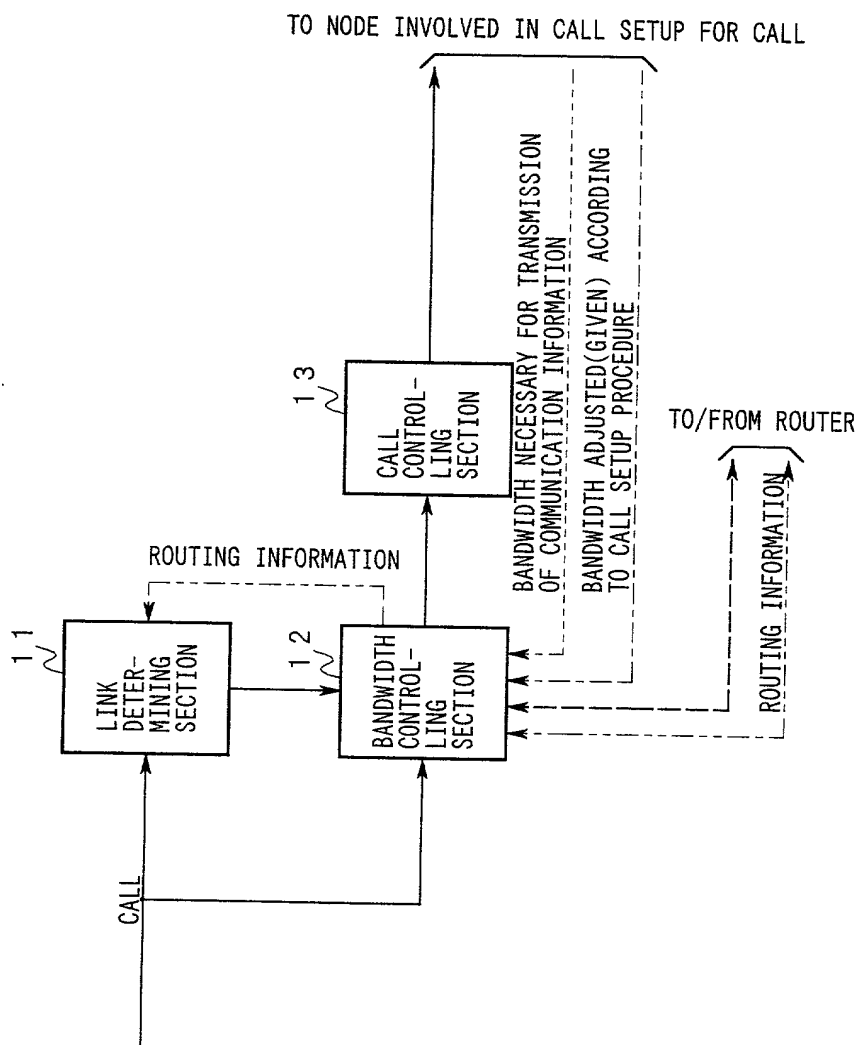 TO NODE INVOLVED IN CALL SETUP FOR CALL
CALL
11
LINK
DETER-
MINING
SECTION
ROUTING INFORMATION
12
BANDWIDTH
CONTROL-
LING
SECTION
13
CALL
CONTROL-
LING
SECTION
BANDWIDTH NECESSARY FOR TRANSMISSION
OF COMMUNICATION INFORMATION
BANDWIDTH ADJUSTED(GIVEN) ACCORDING
TO CALL SETUP PROCEDURE
TO/FROM ROUTER
ROUTING INFORMATION